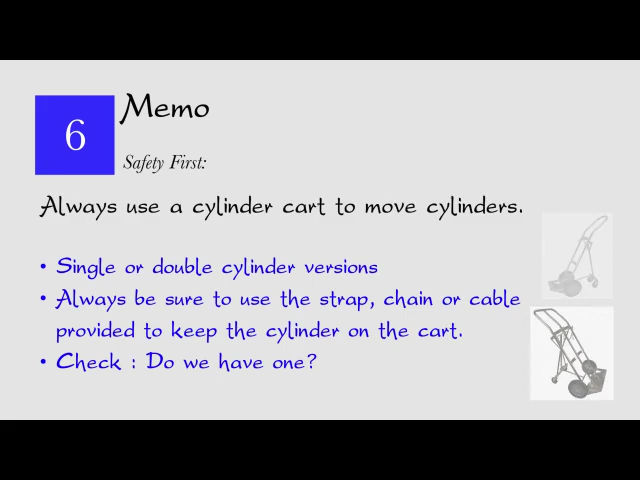 6
Memo
Safety First:
Always use a cylinder cart to move cylinders.
• Single or double cylinder versions
• Always be sure to use the strap, chain or cable
provided to keep the cylinder on the cart.
• Check : Do we have one?